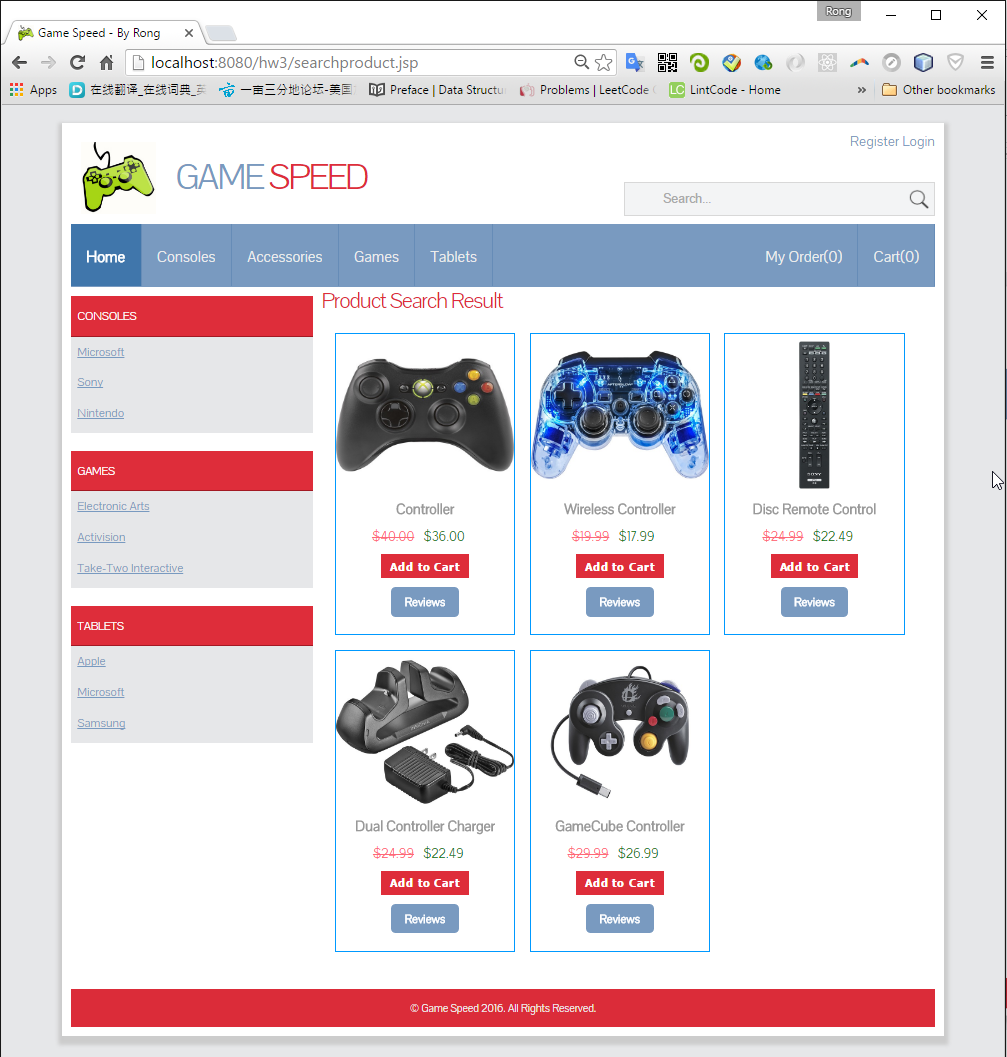 Rong
Game Speed - By Rong
localhost:8080/hw3/searchproduct.jsp
Apps 在线翻译_在线词典_ 一亩三分地论坛-美国 Preface | Data Structu Problems | LeetCode LintCode - Home » Other bookmarks
Register Login
GAME SPEED
Search...
Home Consoles Accessories Games Tablets My Order(0) Cart(0)
CONSOLES
Microsoft
Sony
Nintendo
GAMES
Electronic Arts
Activision
Take-Two Interactive
TABLETS
Apple
Microsoft
Samsung
Product Search Result
SONY
Controller Wireless Controller Disc Remote Control
$40.00 $36.00 $19.99 $17.99 $24.99 $22.49
Add to Cart Add to Cart Add to Cart
Reviews Reviews Reviews
Dual Controller Charger GameCube Controller
$24.99 $22.49 $29.99 $26.99
Add to Cart Add to Cart
Reviews Reviews
© Game Speed 2016. All Rights Reserved.